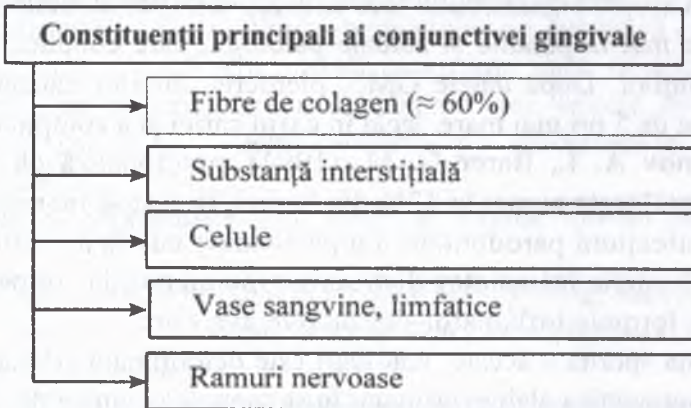 Constituenții principali ai conjunctivei gingivale
Fibre de colagen (≈ 60%)
Substanță interstițială
Celule
Vase sangvine, limfatice
Ramuri nervoase